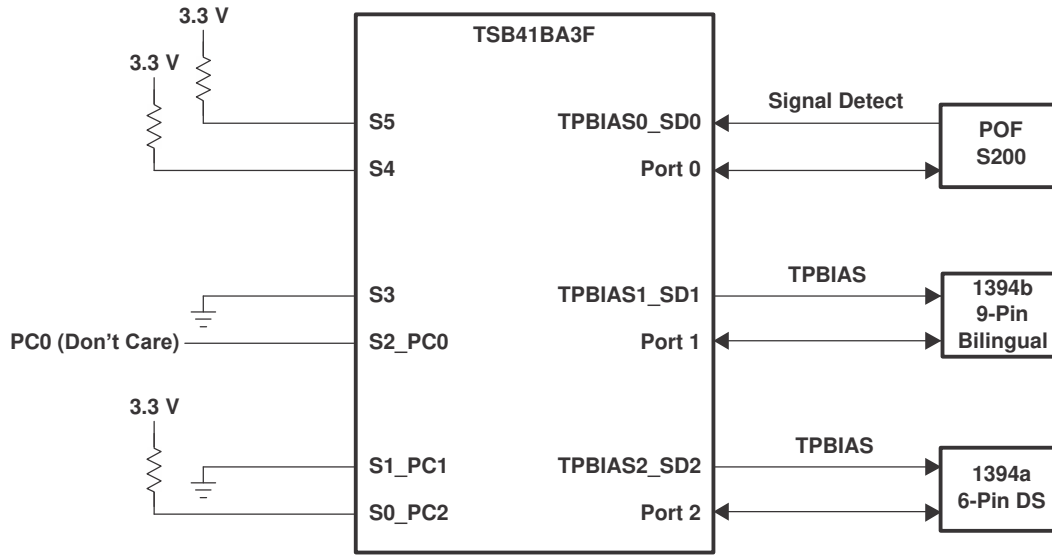 3.3 V
3.3 V
TSB41BA3F
S5
S4
TPBIAS0_SD0
Port 0
Signal Detect
POF
S200
S3
PC0 (Don't Care)
S2_PC0
TPBIAS1_SD1
Port 1
TPBIAS
1394b
9-Pin
Bilingual
3.3 V
S1_PC1
S0_PC2
TPBIAS2_SD2
Port 2
TPBIAS
1394a
6-Pin DS